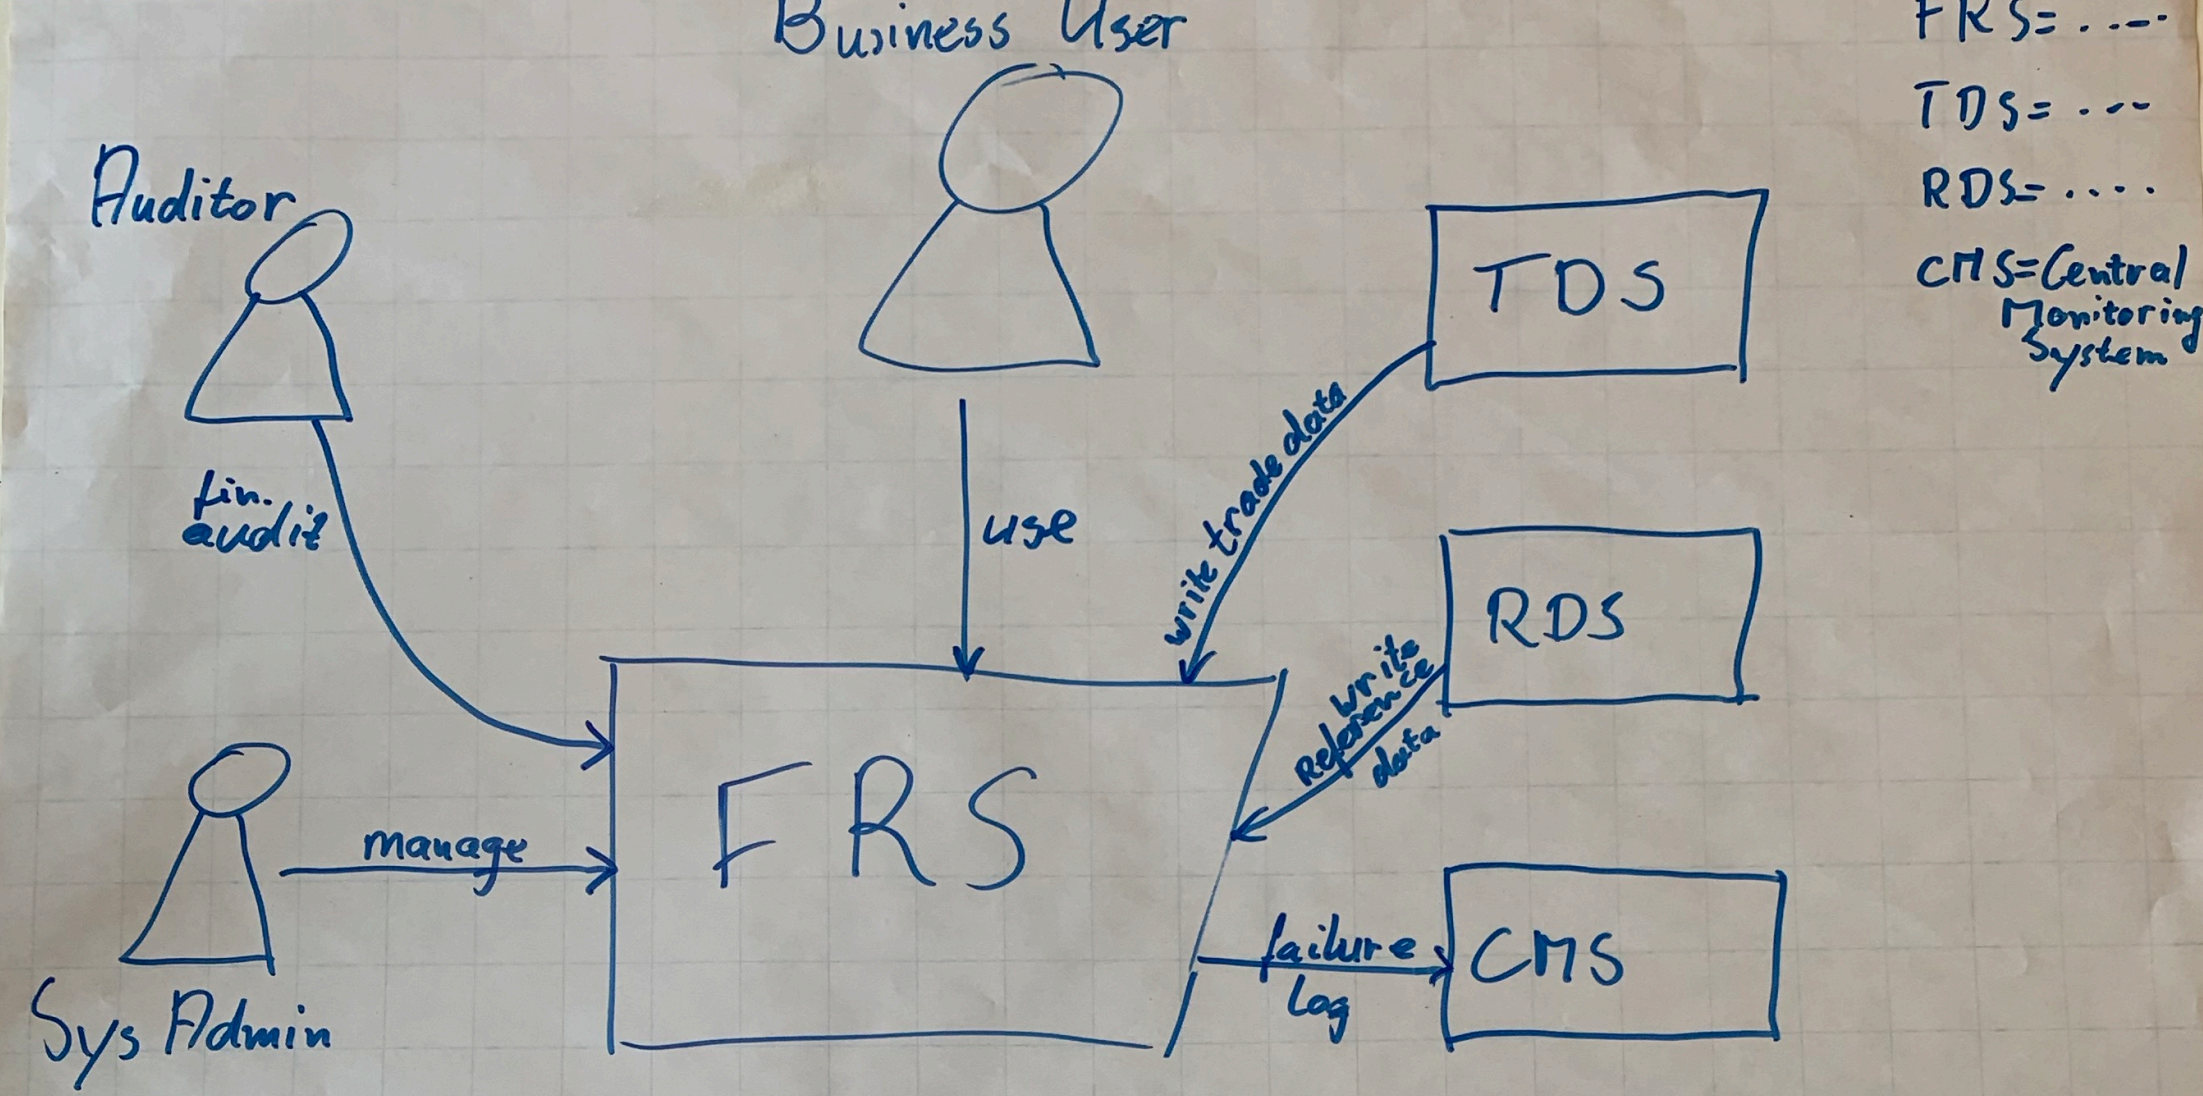 Business User
FRS= . . - - .
TDS= . - - -
RDS= . . . .
CMS=Central
Monitoring
System
Auditor
TDS
fin.
audit
use
write trade data
RDS
write
Reference
data
FRS
manage
failure
Log
CMS
Sys Admin